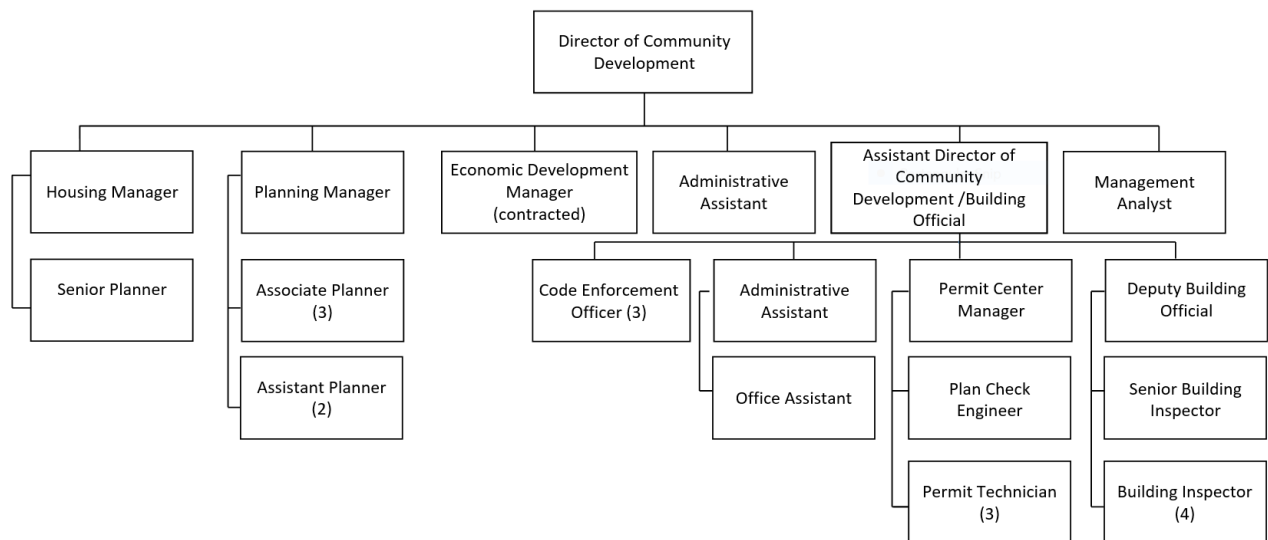 Director of Community
Development
Housing Manager
Planning Manager
Economic Development
Manager
(contracted)
Administrative
Assistant
Assistant Director of
Community
Development /Building
Official
Management
Analyst
Senior Planner
Associate Planner
(3)
Assistant Planner
(2)
Code Enforcement
Officer (3)
Administrative
Assistant
Office Assistant
Permit Center
Manager
Plan Check
Engineer
Permit Technician
(3)
Deputy Building
Official
Senior Building
Inspector
Building Inspector
(4)